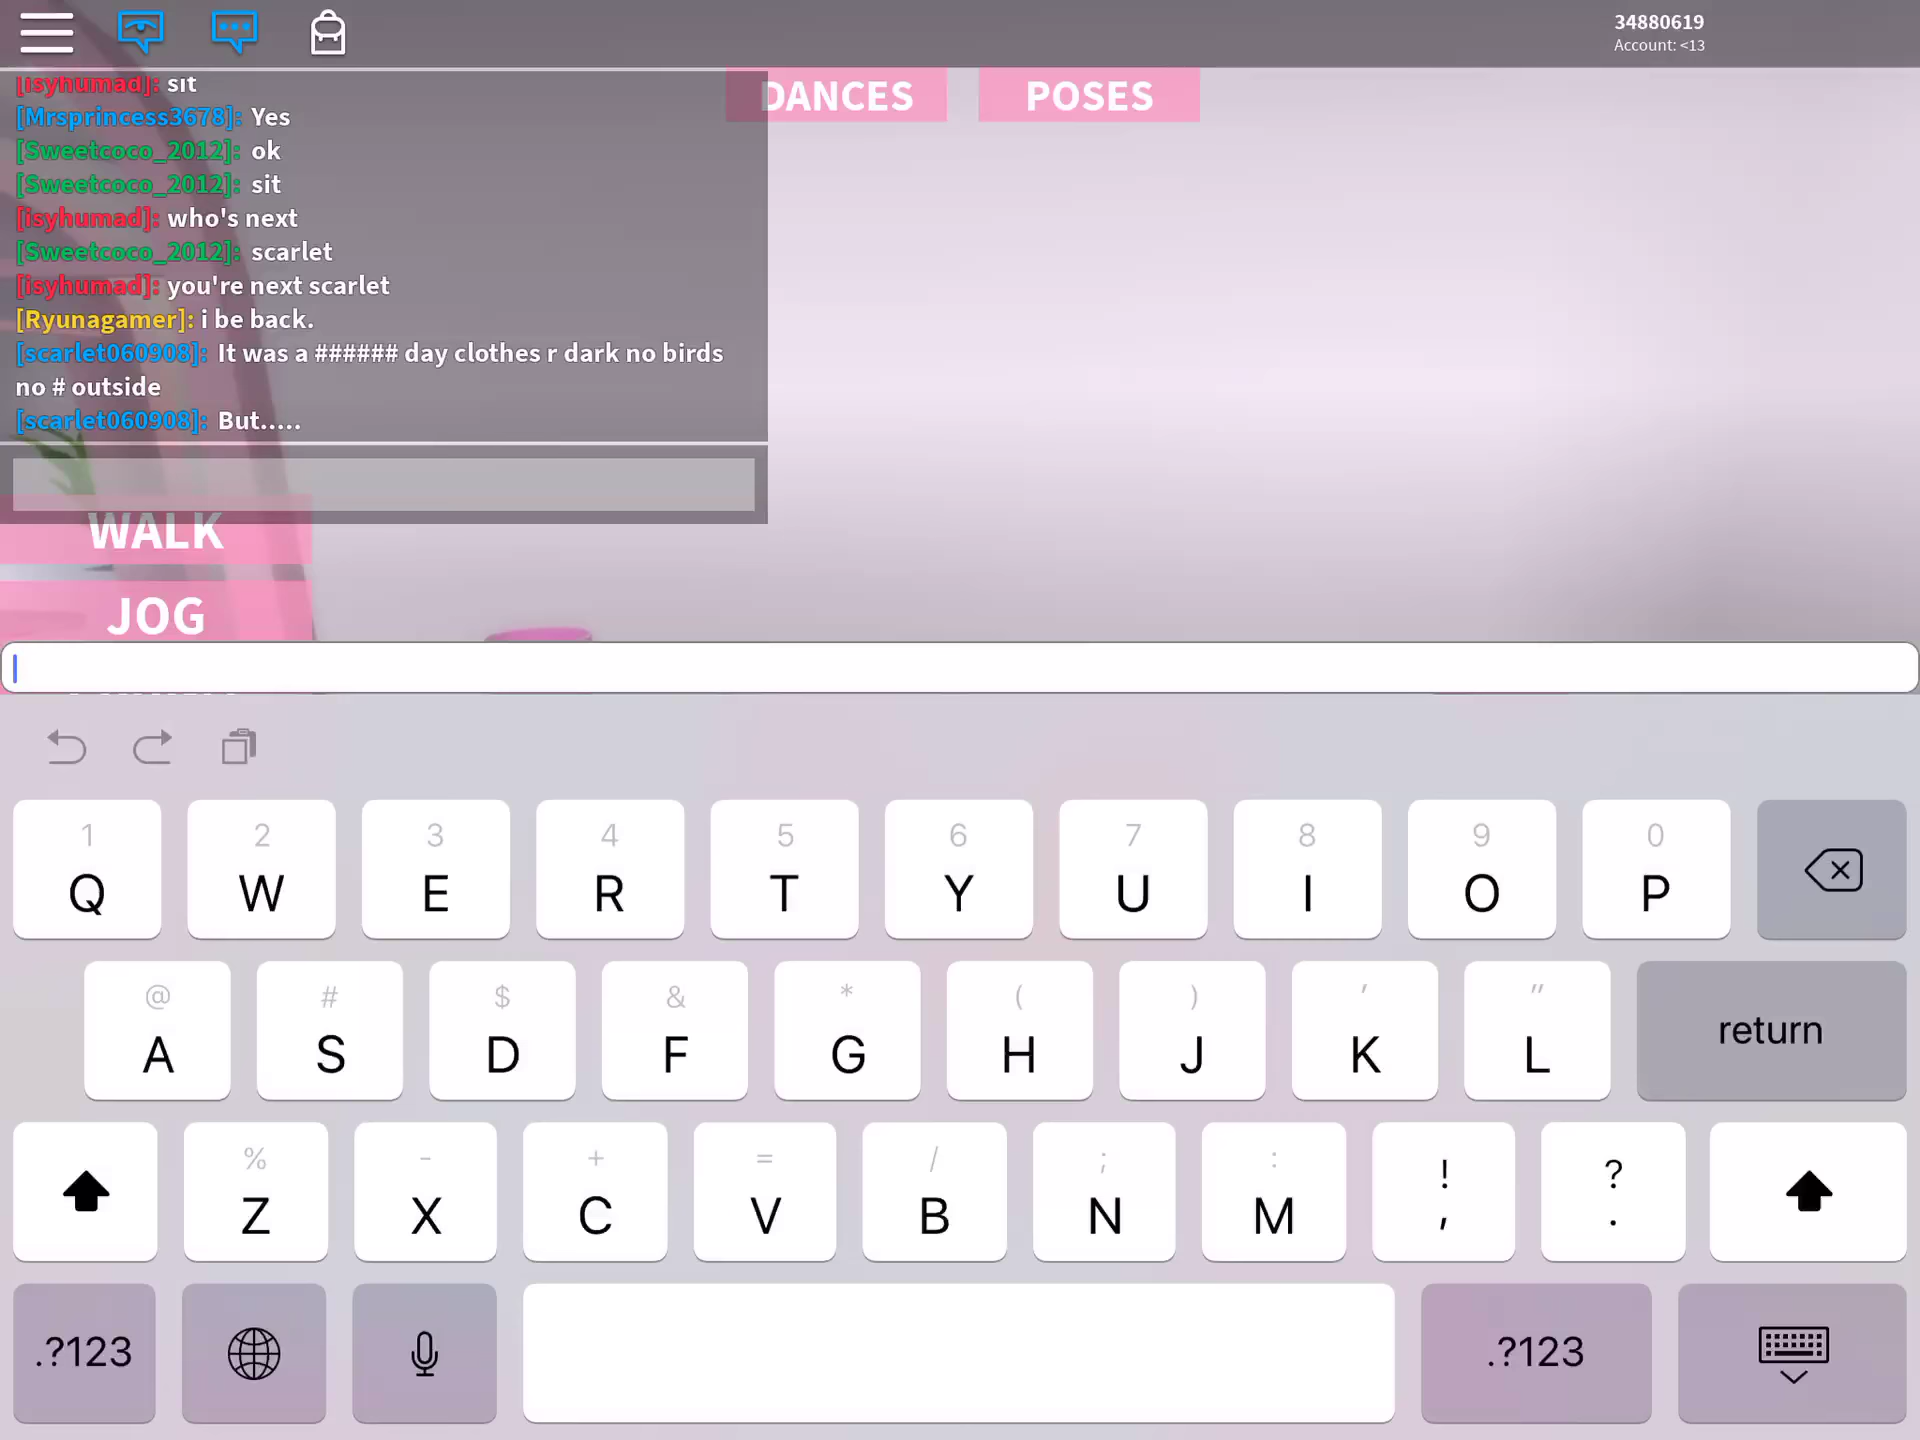 34880619
Account: <13
DANCES
POSES
[isyhumad]: sit
[Mrsprincess3678]: Yes
[Sweetcoco_2012]: ok
[Sweetcoco_2012]: sit
[isyhumad]: who's next
[Sweetcoco_2012]: scarlet
[isyhumad]: you're next scarlet
[Ryunagamer]: i be back.
[scarlet060908]: It was a ###### day clothes r dark no birds
no # outside
[scarlet060908]: But.....
WALK
JOG
1 2 3 4 5 6 7 8 9 0
Q W E R T Y U I O P
@ # $ & * ( ) ' "
A S D F G H J K L return
% - + = / ; : ! ?
Z X C V B N M , .
.?123 .?123